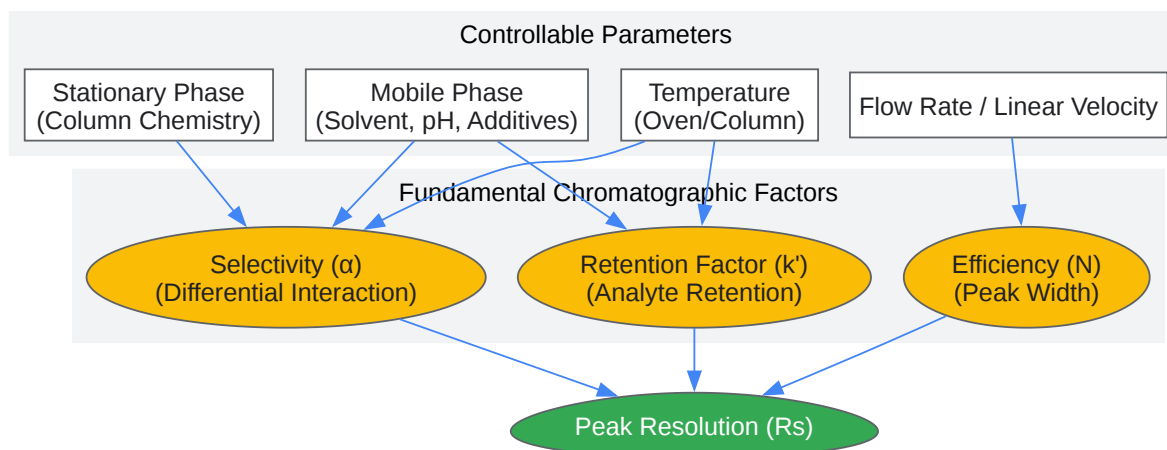 Controllable Parameters
Stationary Phase
(Column Chemistry)
Mobile Phase
(Solvent, pH, Additives)
Temperature
(Oven/Column)
Flow Rate / Linear Velocity
Fundamental Chromatographic Factors
Selectivity (α)
(Differential Interaction)
Retention Factor (k')
(Analyte Retention)
Efficiency (N)
(Peak Width)
Peak Resolution (Rs)